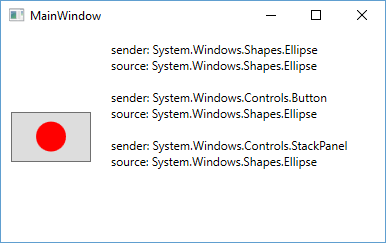 MainWindow
sender: System.Windows.Shapes.Ellipse
source: System.Windows.Shapes.Ellipse
sender: System.Windows.Controls.Button
source: System.Windows.Shapes.Ellipse
sender: System.Windows.Controls.StackPanel
source: System.Windows.Shapes.Ellipse